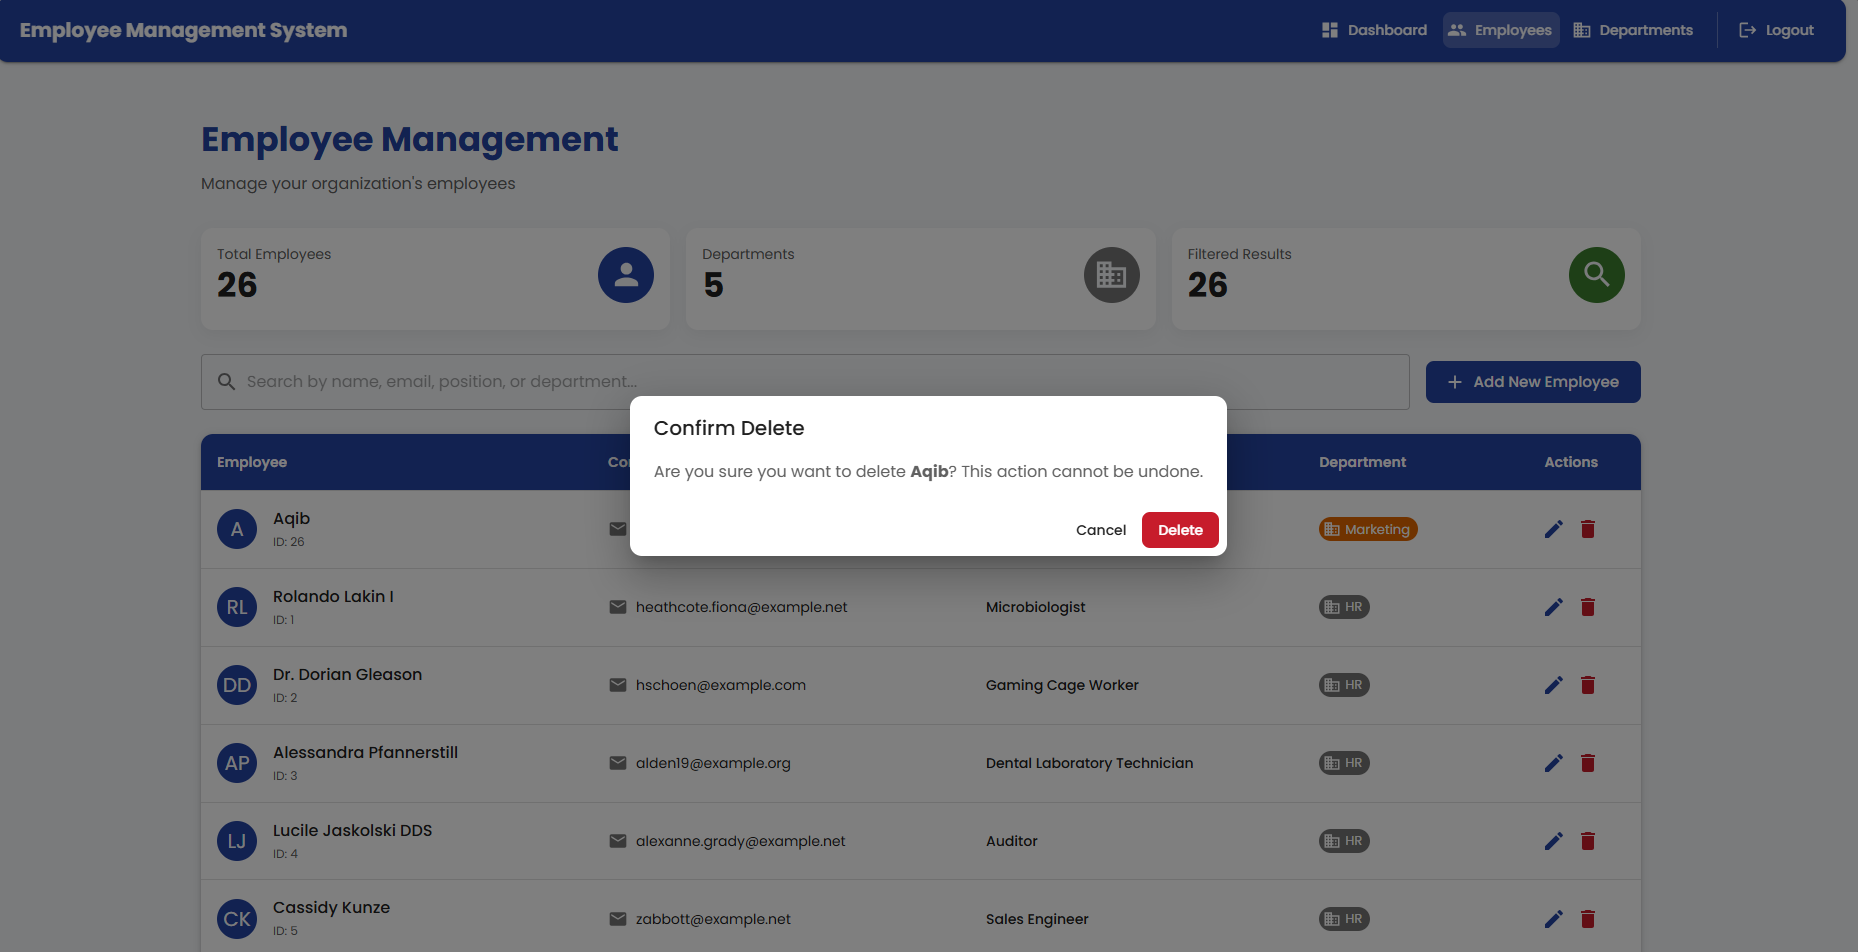 Employee Management System
Dashboard
Employees
Departments
Logout
Employee Management
Manage your organization's employees
Total Employees
26
Departments
5
Filtered Results
26
Search by name, email, position, or department...
Add New Employee
Confirm Delete
Are you sure you want to delete Aqib? This action cannot be undone.
Cancel
Delete
Employee
Department
Actions
A
Aqib
ID: 26
Marketing
RL
Rolando Lakin I
ID: 1
heathcote.fiona@example.net
Microbiologist
HR
DD
Dr. Dorian Gleason
ID: 2
hschoen@example.com
Gaming Cage Worker
HR
AP
Alessandra Pfannerstill
ID: 3
alden19@example.org
Dental Laboratory Technician
HR
LJ
Lucile Jaskolski DDS
ID: 4
alexanne.grady@example.net
Auditor
HR
CK
Cassidy Kunze
ID: 5
zabbott@example.net
Sales Engineer
HR